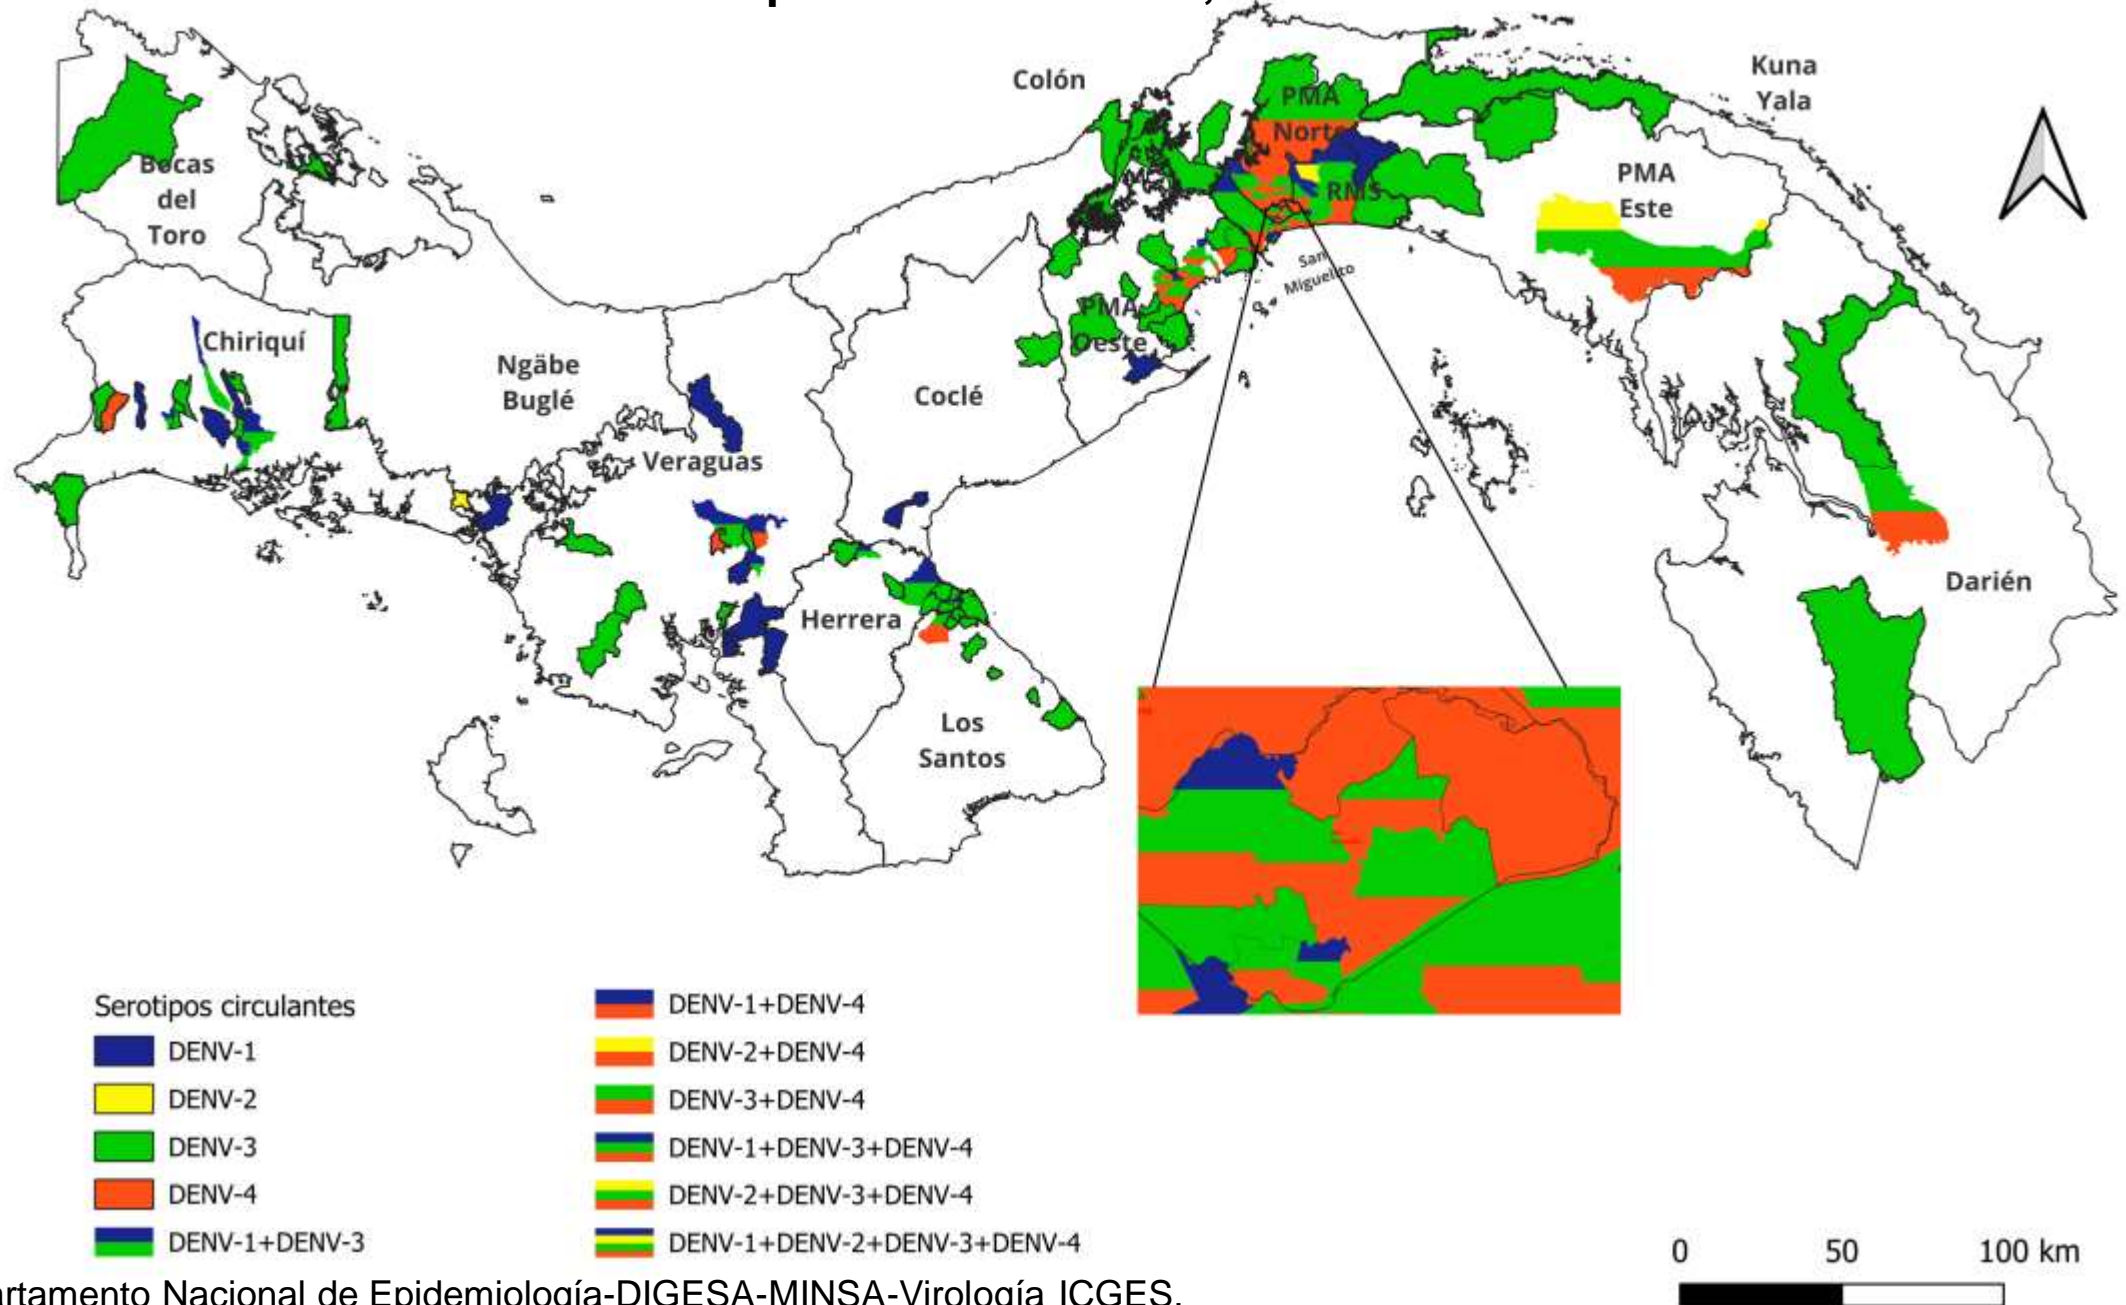 Colón
Kuna
Yala
PMA
Norte
Bocas
del
Toro
PMA
Este
RMS
San
Miguelito
PMA
Oeste
Chiriquí
Ngäbe
Buglé
Coclé
Veraguas
Herrera
Darién
Los
Santos
Serotipos circulantes
DENV-1
DENV-2
DENV-3
DENV-4
DENV-1+DENV-3
DENV-1+DENV-4
DENV-2+DENV-4
DENV-3+DENV-4
DENV-1+DENV-3+DENV-4
DENV-2+DENV-3+DENV-4
DENV-1+DENV-2+DENV-3+DENV-4
0 50 100 km
artamento Nacional de Epidemiología-DIGESA-MINSA-Virología ICGES.